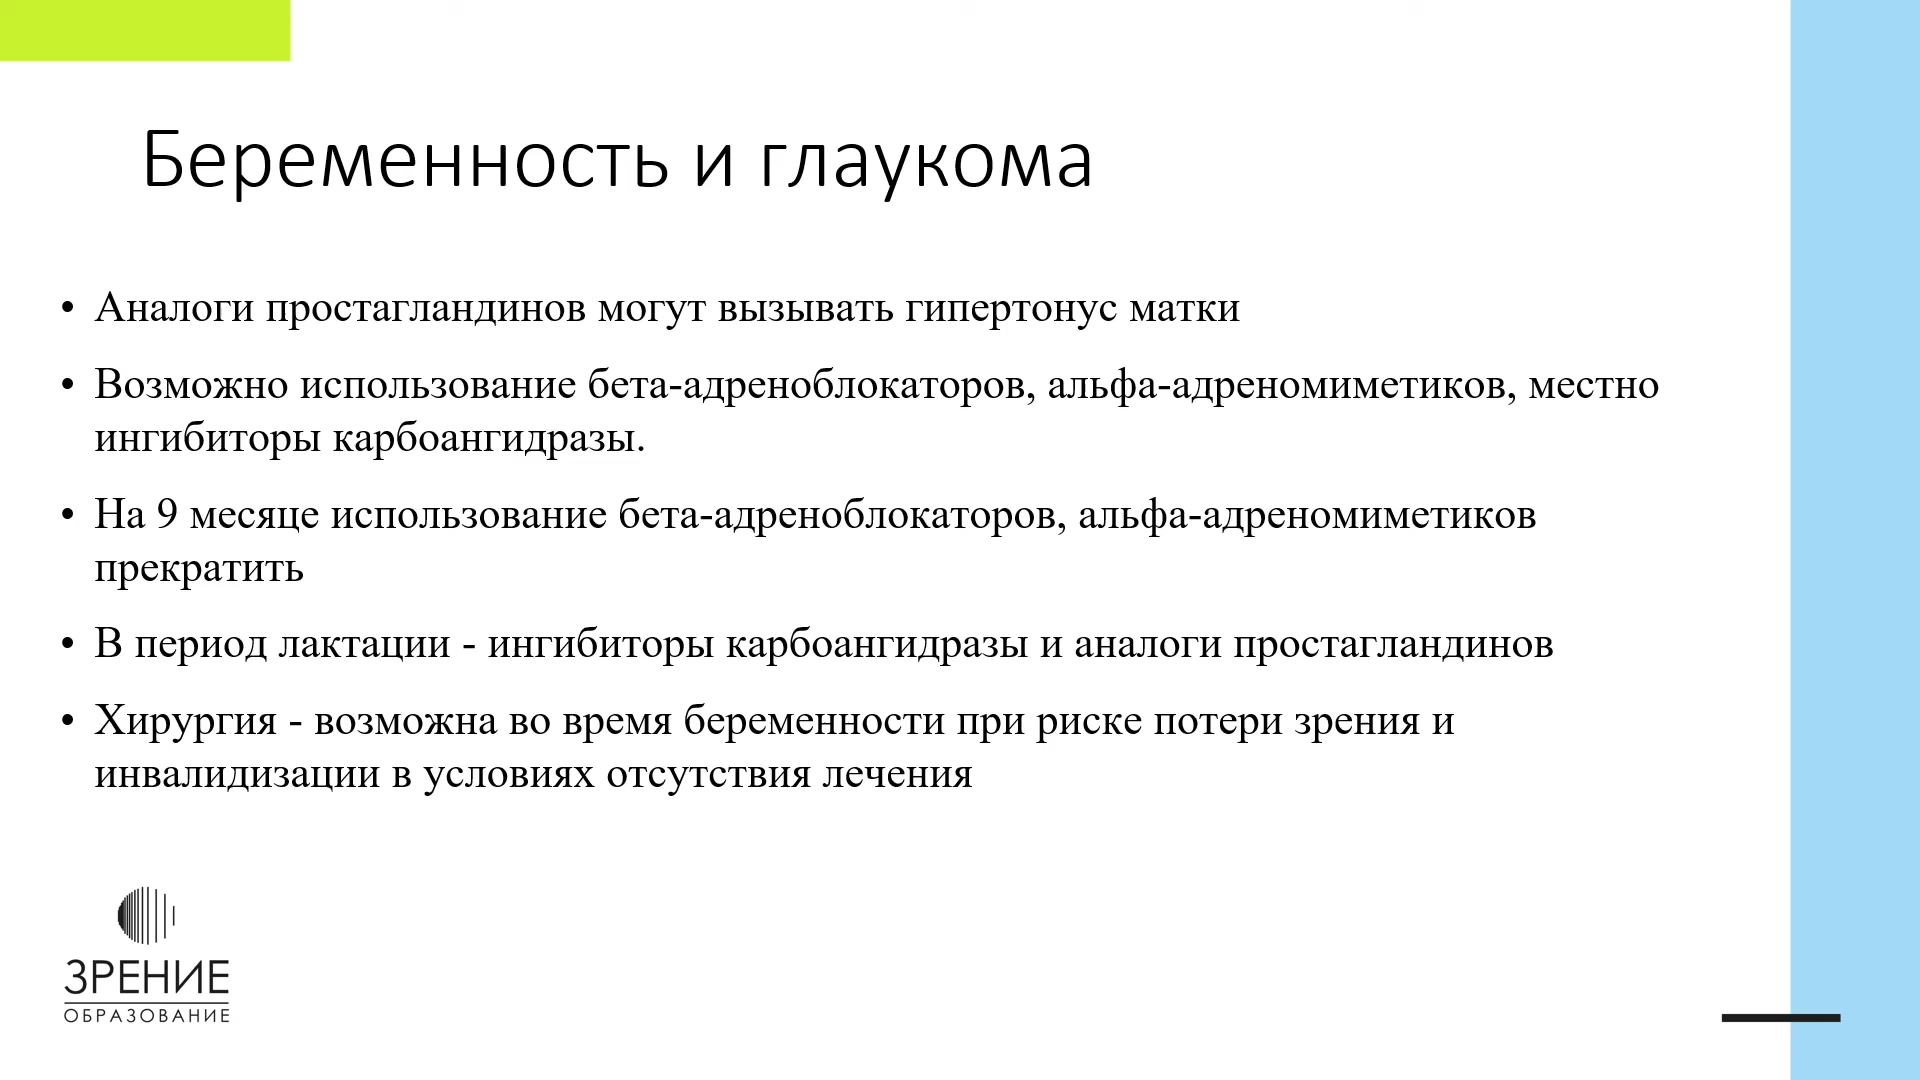 Беременность и глаукома
• Аналоги простагландинов могут вызывать гипертонус матки
• Возможно использование бета-адреноблокаторов, альфа-адреномиметиков, местно
ингибиторы карбоангидразы.
• На 9 месяце использование бета-адреноблокаторов, альфа-адреномиметиков
прекратить
• В период лактации - ингибиторы карбоангидразы и аналоги простагландинов
• Хирургия - возможна во время беременности при риске потери зрения и
инвалидизации в условиях отсутствия лечения
ЗРЕНИЕ
ОБРАЗОВАНИЕ